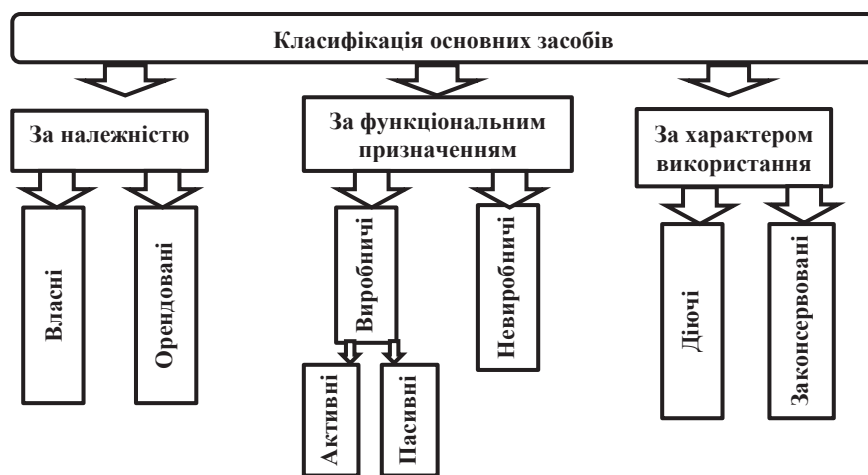 Класифікація основних засобів
За належністю
За функціональним
призначенням
За характером
використання
Власні
Орендовані
Виробничі
Невиробничі
Діючі
Законсервовані
Активні
Пасивні